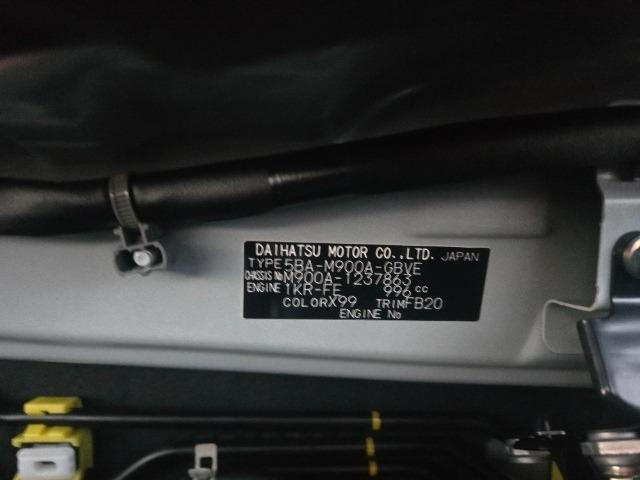 DAIHATSU MOTOR CO.,LTD. JAPAN
TYPE 5BA-M900A-GBVE
CHASSIS No M900A-1237863
ENGINE 1KR-FE 996 cc
COLOR X99 TRIM FB20
ENGINE No